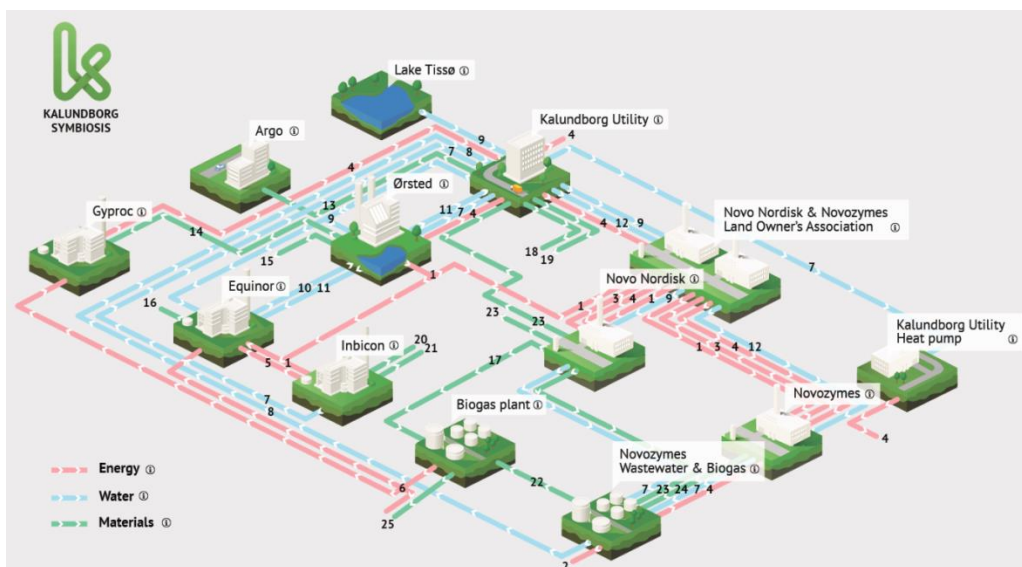 KALUNDBORG
SYMBIOSIS
Lake Tissø
Argo
Kalundborg Utility
4
9
7 8
4
Ørsted
13
9
11 7 4
4 12 9
Novo Nordisk & Novozymes
Land Owner's Association
Gyproc
14
15
18
19
7
7
1
Equinor
10 11
16
Novo Nordisk
1 3 4 1 9
23
23
Kalundborg Utility
Heat pump
1 3 4 12
Inbicon
20
21
5 1
17
Novozymes
7
8
Biogas plant
4
Energy
Water
Materials
Novozymes
Wastewater & Biogas
6
22
7 23 24 7 4
25
2